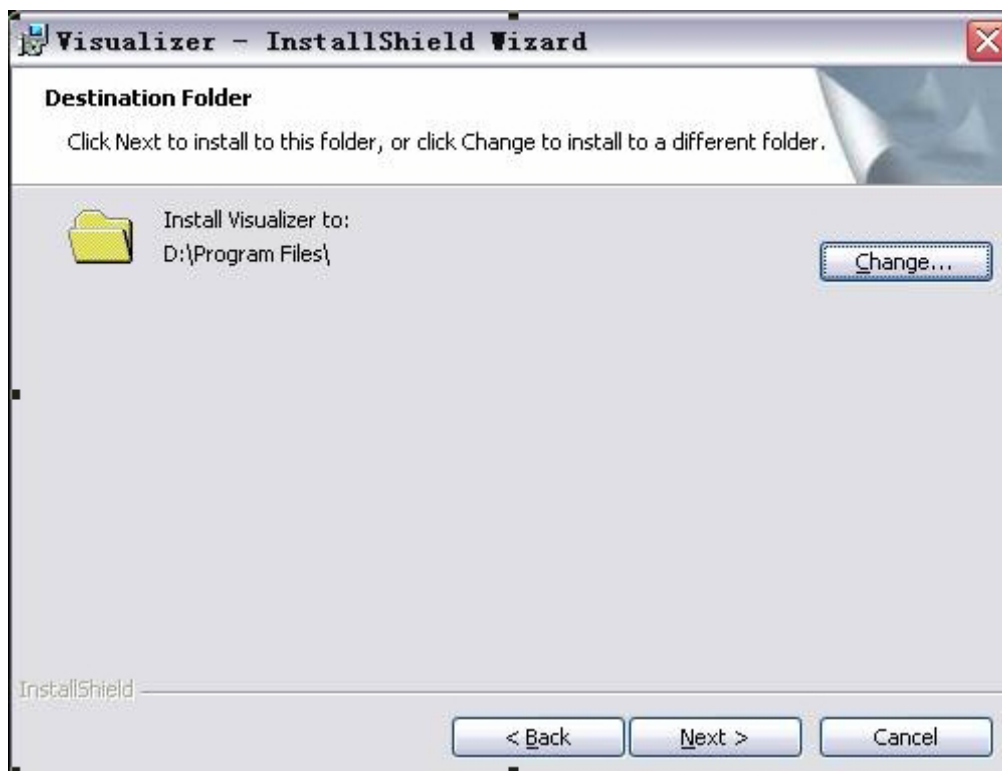 Visualizer - InstallShield Wizard
Destination Folder
Click Next to install to this folder, or click Change to install to a different folder.
Install Visualizer to:
D:\Program Files\
Change...
InstallShield
< Back
Next >
Cancel